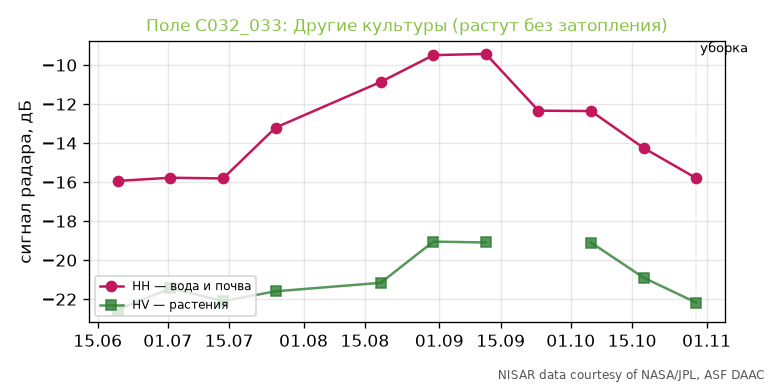 Поле C032_033: Другие культуры (растут без затопления)
уборка
сигнал радара, дБ
−10
−12
−14
−16
−18
−20
−22
HH — вода и почва
HV — растения
15.06 01.07 15.07 01.08 15.08 01.09 15.09 01.10 15.10 01.11
NISAR data courtesy of NASA/JPL, ASF DAAC